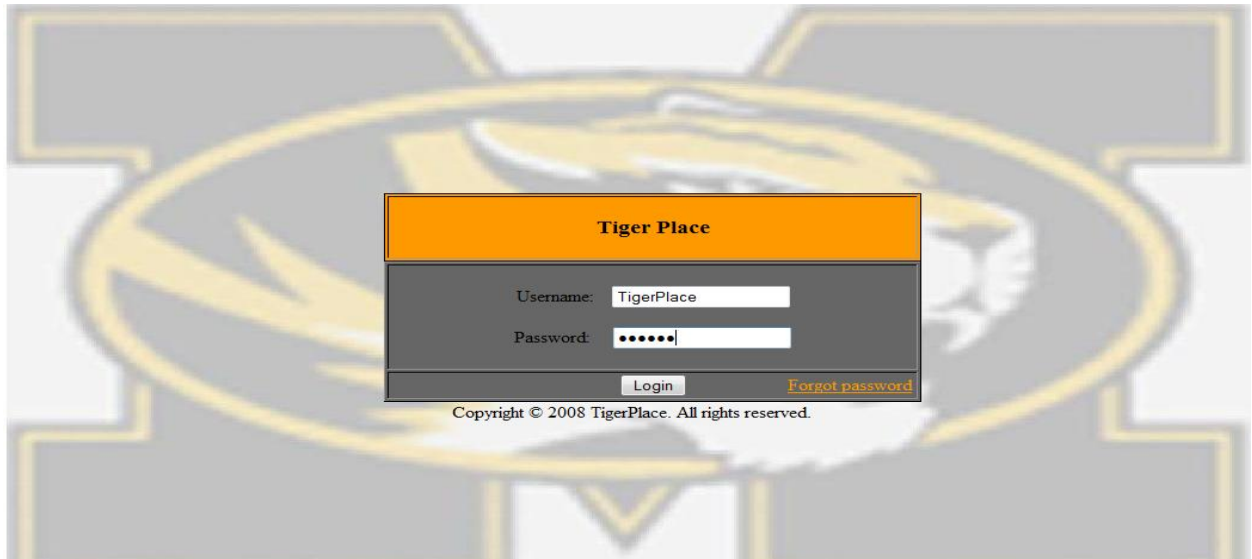 Tiger Place
Username: TigerPlace
Password: ••••••
Login Forgot password
Copyright © 2008 TigerPlace. All rights reserved.